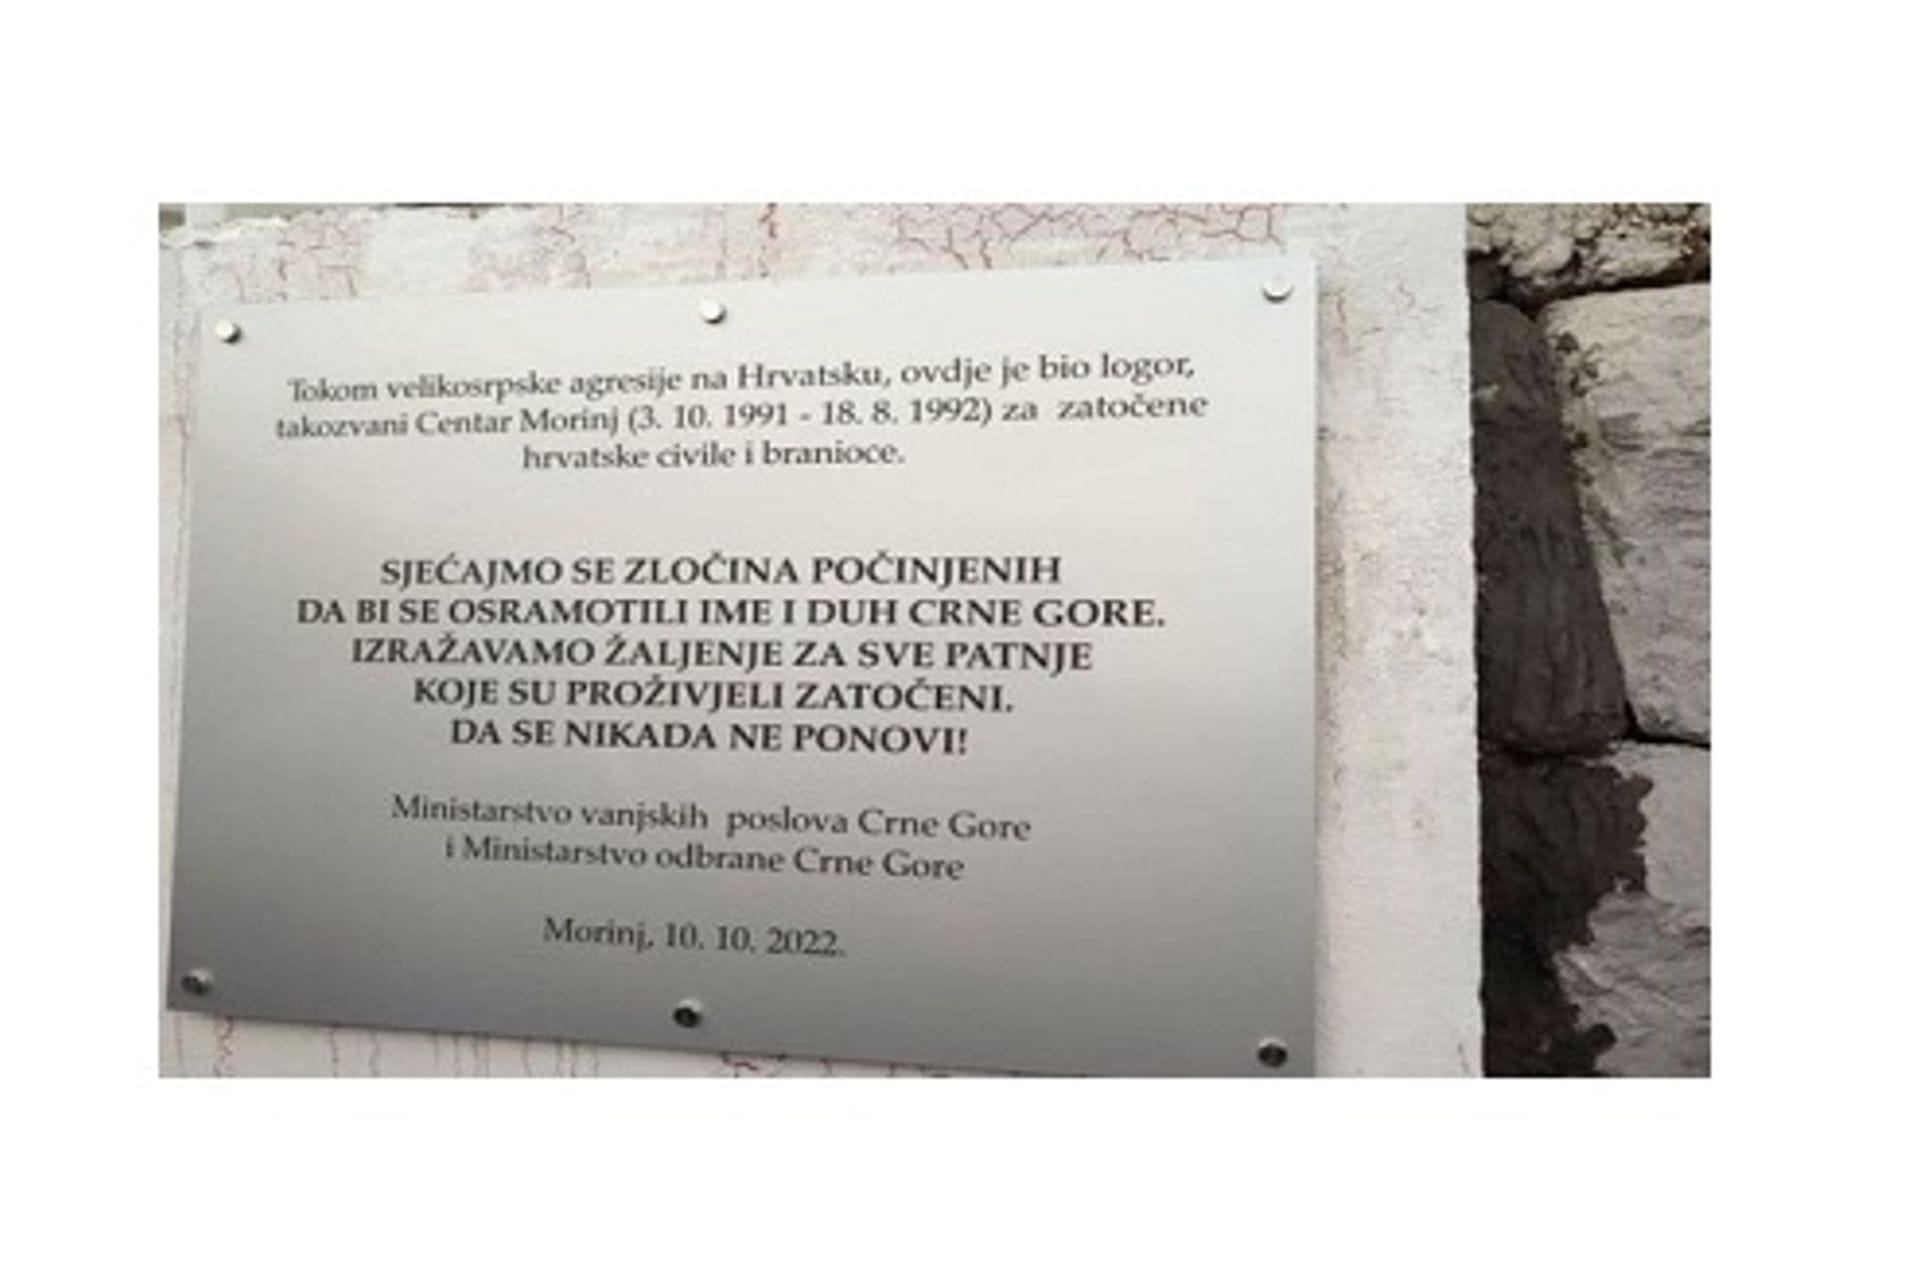 Tokom velikosrpske agresije na Hrvatsku, ovdje je bio logor,
takozvani Centar Morinj (3. 10. 1991 - 18. 8. 1992) za zatočene
hrvatske civile i branioce.
SJEĆAJMO SE ZLOČINA POČINJENIH
DA BI SE OSRAMOTILI IME I DUH CRNE GORE.
IZRAŽAVAMO ŽALJENJE ZA SVE PATNJE
KOJE SU PROŽIVJELI ZATOČENI.
DA SE NIKADA NE PONOVI!
Ministarstvo vanjskih poslova Crne Gore
i Ministarstvo odbrane Crne Gore
Morinj, 10. 10. 2022.